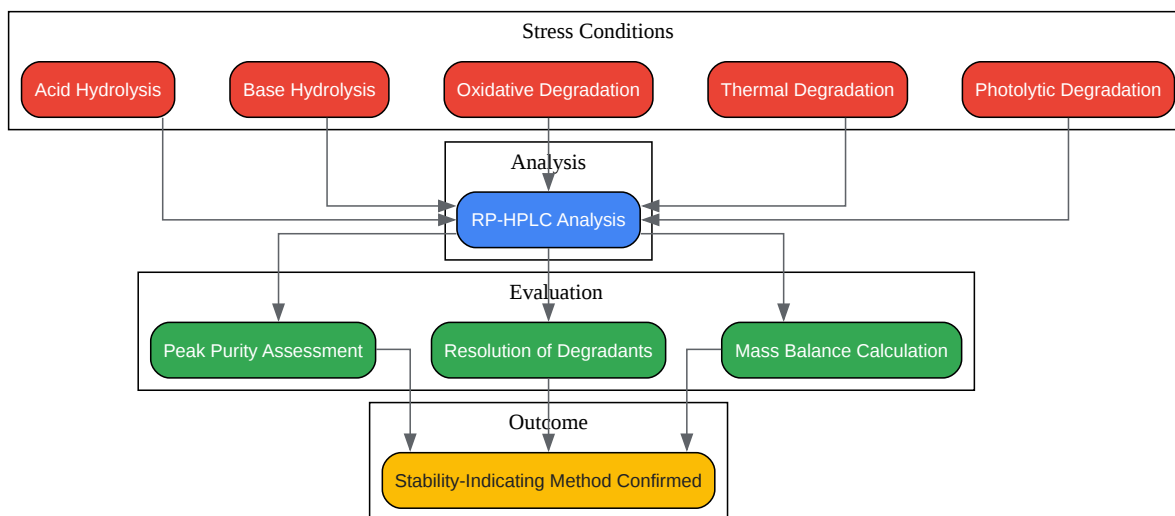 Stress Conditions
Acid Hydrolysis
Base Hydrolysis
Oxidative Degradation
Thermal Degradation
Photolytic Degradation
Analysis
RP-HPLC Analysis
Evaluation
Peak Purity Assessment
Resolution of Degradants
Mass Balance Calculation
Outcome
Stability-Indicating Method Confirmed